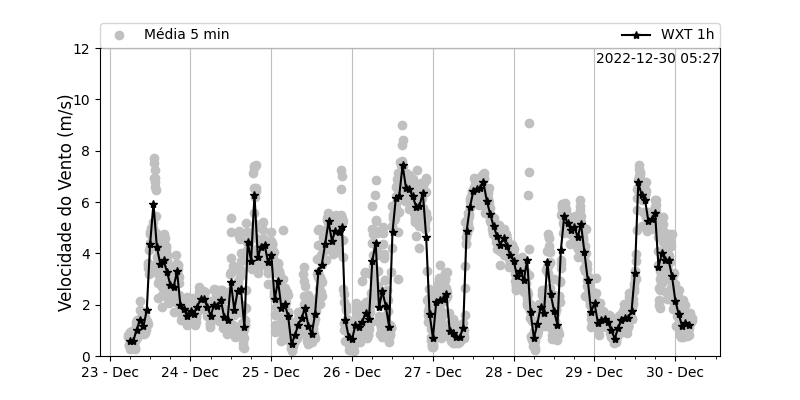 Média 5 min
WXT 1h
2022-12-30 05:27
Velocidade do Vento (m/s)
12
10
8
6
4
2
0
23 - Dec
24 - Dec
25 - Dec
26 - Dec
27 - Dec
28 - Dec
29 - Dec
30 - Dec